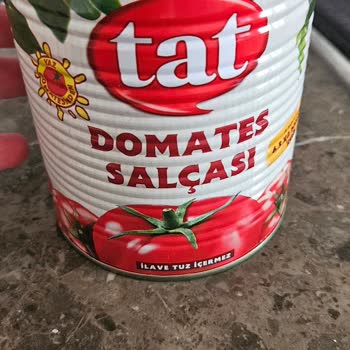 tat
DOMATES
SALÇASI
İLAVE TUZ İÇERMEZ